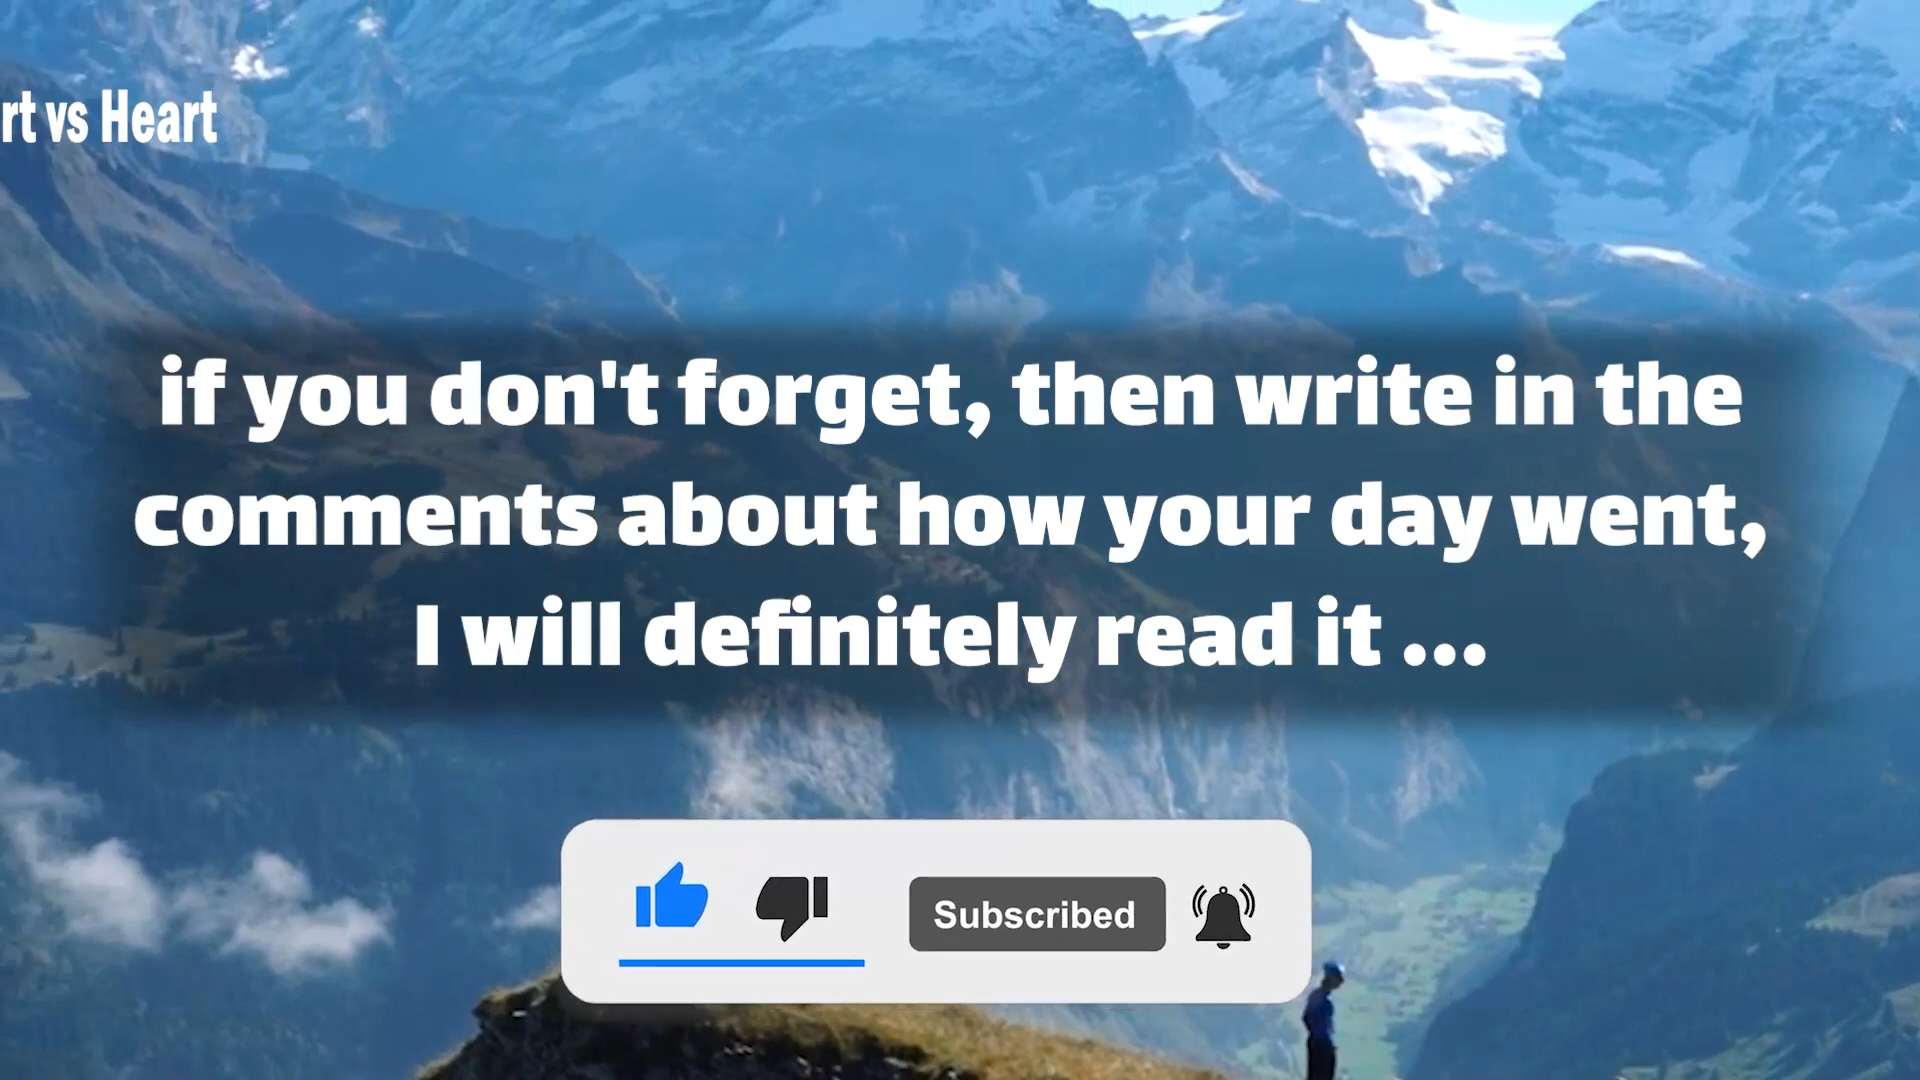 rt vs Heart
if you don't forget, then write in the
comments about how your day went,
I will definitely read it ...
Subscribed